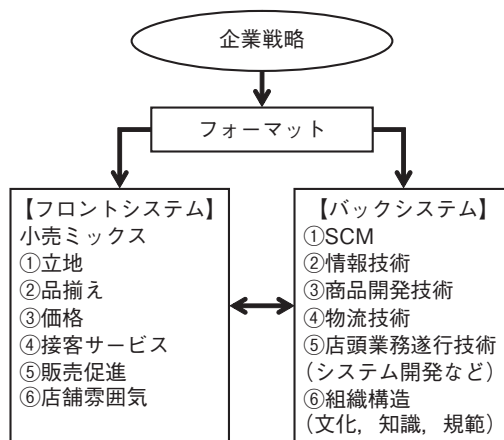 企業戦略
フォーマット
【フロントシステム】
小売ミックス
①立地
②品揃え
③価格
④接客サービス
⑤販売促進
⑥店舗雰囲気
【バックシステム】
①SCM
②情報技術
③商品開発技術
④物流技術
⑤店頭業務遂行技術
(システム開発など)
⑥組織構造
(文化，知識，規範)